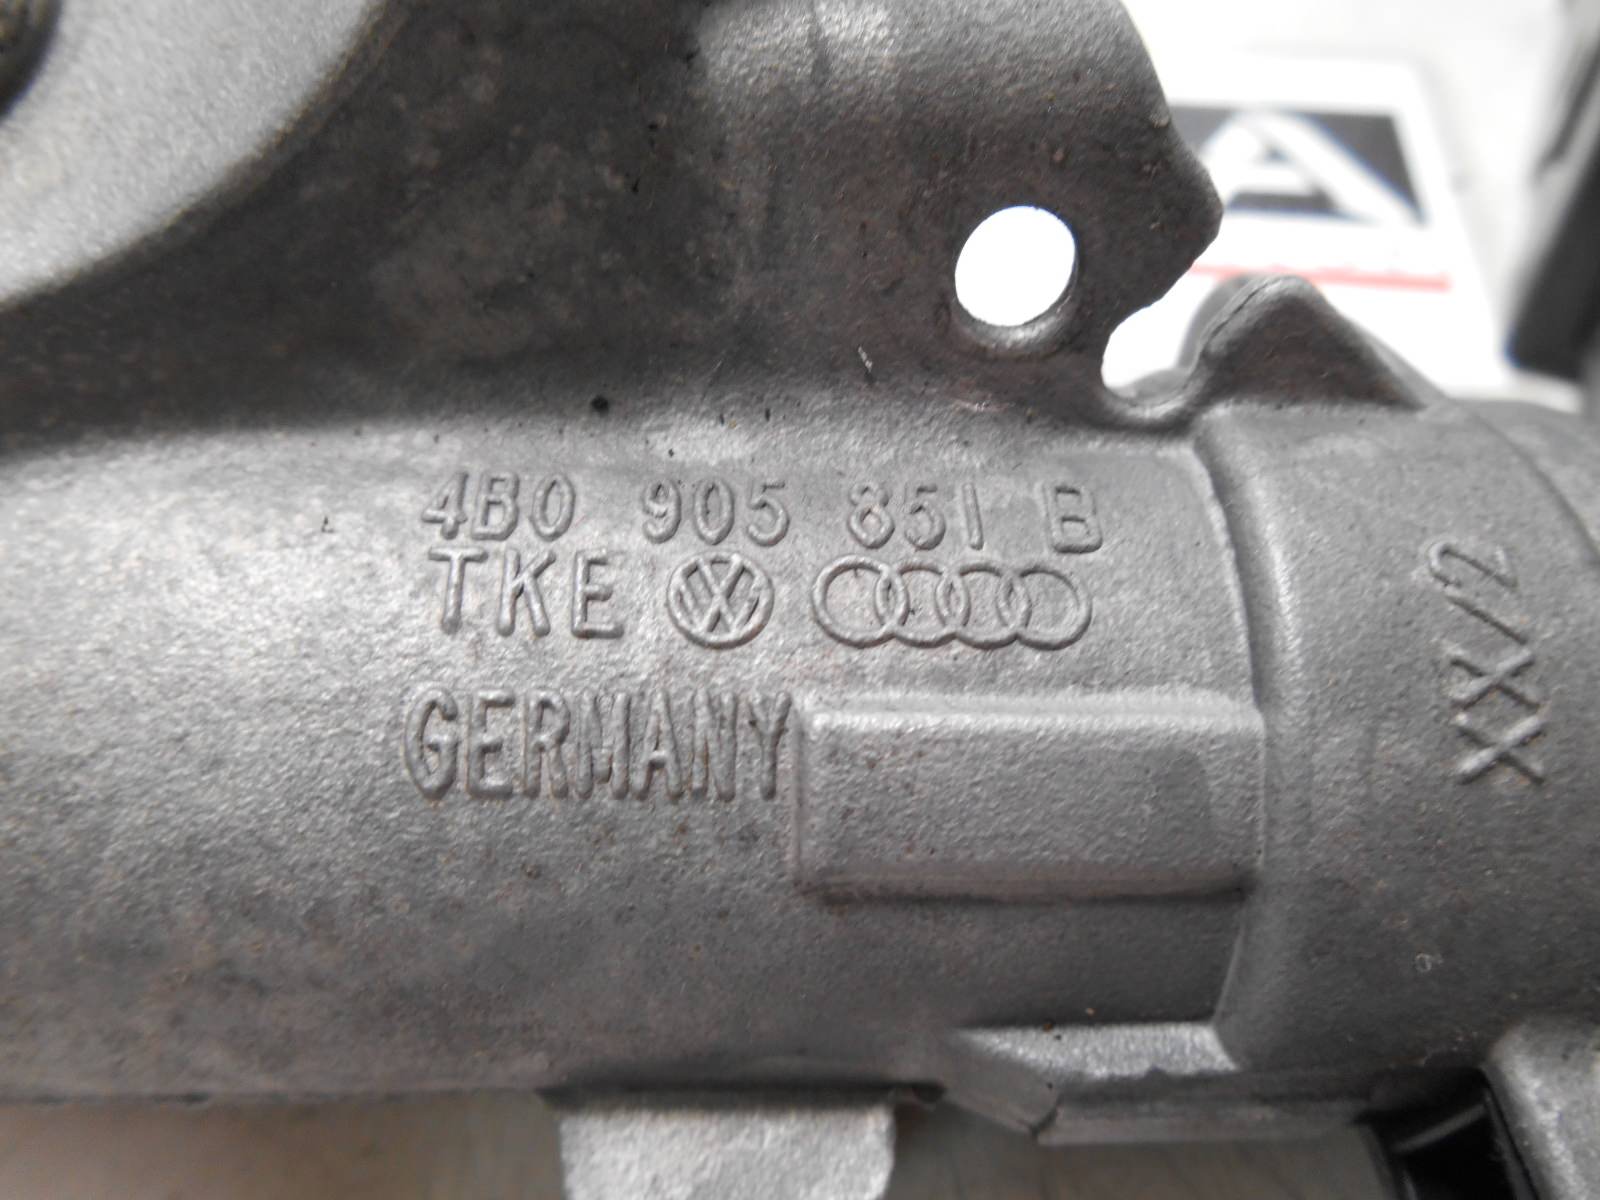 4B0 905 851 B
TKE
GERMANY
XX/2